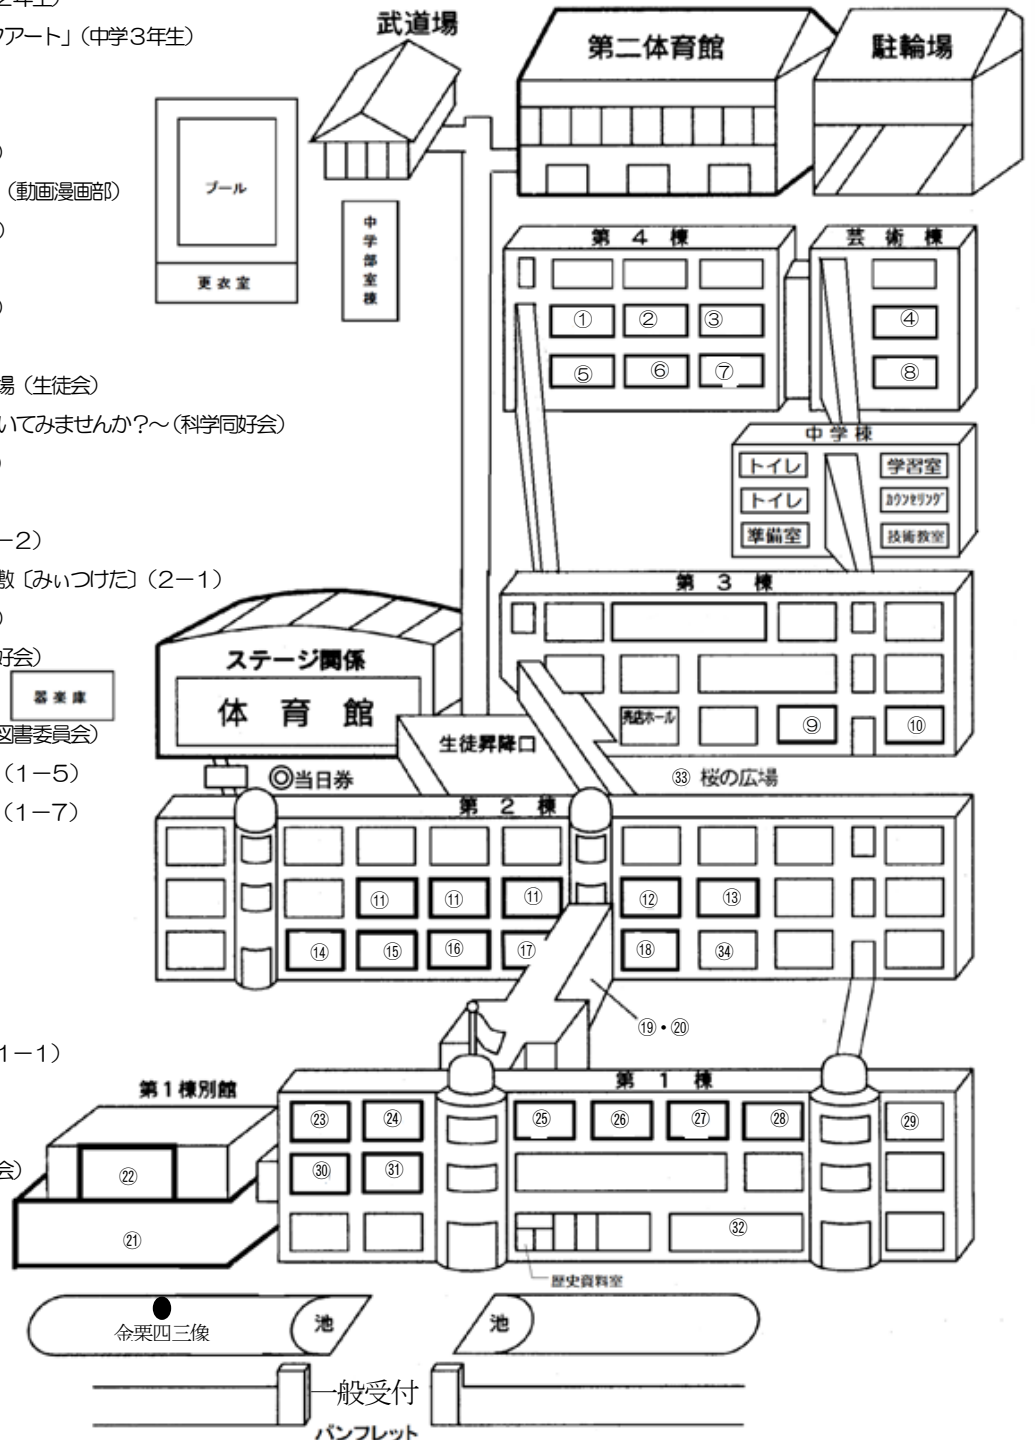 2年生）
クアート」（中学３年生）
）
（動画漫画部）
）
）
場（生徒会）
いてみませんか？～（科学同好会）
）
－２）
敷〔みぃつけた〕（２－１）
）
好会）
図書委員会）
（１－５）
（１－７）
１－１）
会）
武道場
第二体育館
駐輪場
プール
更衣室
中学部室棟
第４棟
芸術棟
① ② ③ ④
⑤ ⑥ ⑦ ⑧
中学棟
トイレ 学習室
トイレ カウンセリング
準備室 技術教室
第３棟
売店ホール ⑨ ⑩
ステージ関係
体育館
器楽庫
生徒昇降口
◎当日券
㉝ 桜の広場
第２棟
⑪ ⑪ ⑪ ⑫ ⑬
⑭ ⑮ ⑯ ⑰ ⑱ ㉞
⑲・⑳
第１棟別館
第１棟
㉓ ㉔ ㉕ ㉖ ㉗ ㉘ ㉙
㉒ ㉚ ㉛
㉑ ㉜
歴史資料室
金栗四三像
池 池
一般受付
パンフレット